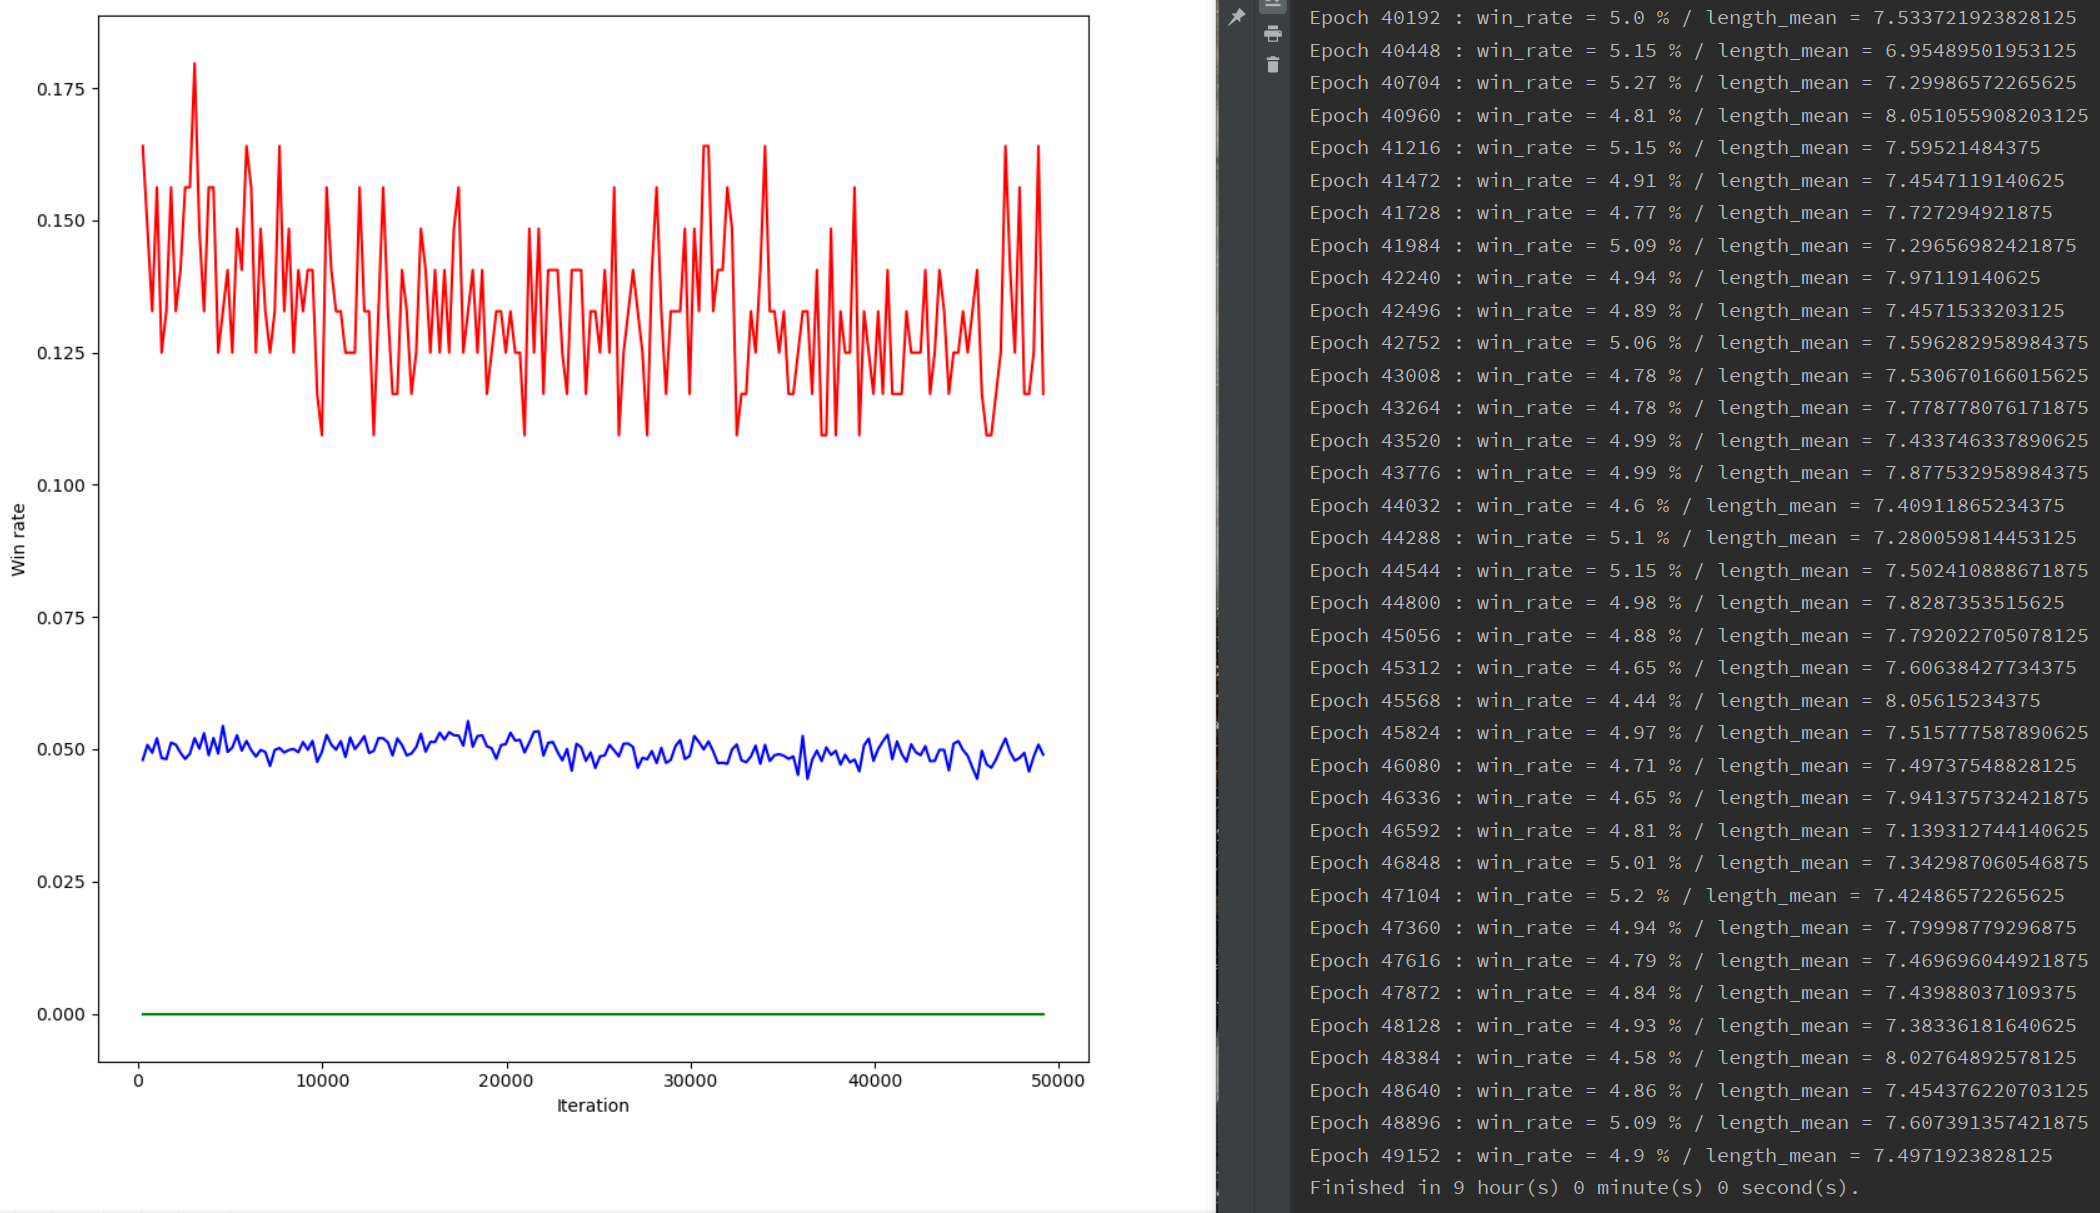 0.175
0.150
0.125
0.100
0.075
0.050
0.025
0.000
Win rate
0
10000
20000
30000
40000
50000
Iteration
Epoch 40192 : win_rate = 5.0 % / length_mean = 7.533721923828125
Epoch 40448 : win_rate = 5.15 % / length_mean = 6.95489501953125
Epoch 40704 : win_rate = 5.27 % / length_mean = 7.29986572265625
Epoch 40960 : win_rate = 4.81 % / length_mean = 8.051055908203125
Epoch 41216 : win_rate = 5.15 % / length_mean = 7.59521484375
Epoch 41472 : win_rate = 4.91 % / length_mean = 7.4547119140625
Epoch 41728 : win_rate = 4.77 % / length_mean = 7.727294921875
Epoch 41984 : win_rate = 5.09 % / length_mean = 7.29656982421875
Epoch 42240 : win_rate = 4.94 % / length_mean = 7.97119140625
Epoch 42496 : win_rate = 4.89 % / length_mean = 7.4571533203125
Epoch 42752 : win_rate = 5.06 % / length_mean = 7.596282958984375
Epoch 43008 : win_rate = 4.78 % / length_mean = 7.530670166015625
Epoch 43264 : win_rate = 4.78 % / length_mean = 7.778778076171875
Epoch 43520 : win_rate = 4.99 % / length_mean = 7.433746337890625
Epoch 43776 : win_rate = 4.99 % / length_mean = 7.877532958984375
Epoch 44032 : win_rate = 4.6 % / length_mean = 7.40911865234375
Epoch 44288 : win_rate = 5.1 % / length_mean = 7.280059814453125
Epoch 44544 : win_rate = 5.15 % / length_mean = 7.502410888671875
Epoch 44800 : win_rate = 4.98 % / length_mean = 7.8287353515625
Epoch 45056 : win_rate = 4.88 % / length_mean = 7.792022705078125
Epoch 45312 : win_rate = 4.65 % / length_mean = 7.60638427734375
Epoch 45568 : win_rate = 4.44 % / length_mean = 8.05615234375
Epoch 45824 : win_rate = 4.97 % / length_mean = 7.515777587890625
Epoch 46080 : win_rate = 4.71 % / length_mean = 7.49737548828125
Epoch 46336 : win_rate = 4.65 % / length_mean = 7.941375732421875
Epoch 46592 : win_rate = 4.81 % / length_mean = 7.139312744140625
Epoch 46848 : win_rate = 5.01 % / length_mean = 7.342987060546875
Epoch 47104 : win_rate = 5.2 % / length_mean = 7.42486572265625
Epoch 47360 : win_rate = 4.94 % / length_mean = 7.79998779296875
Epoch 47616 : win_rate = 4.79 % / length_mean = 7.469696044921875
Epoch 47872 : win_rate = 4.84 % / length_mean = 7.43988037109375
Epoch 48128 : win_rate = 4.93 % / length_mean = 7.38336181640625
Epoch 48384 : win_rate = 4.58 % / length_mean = 8.02764892578125
Epoch 48640 : win_rate = 4.86 % / length_mean = 7.454376220703125
Epoch 48896 : win_rate = 5.09 % / length_mean = 7.607391357421875
Epoch 49152 : win_rate = 4.9 % / length_mean = 7.4971923828125
Finished in 9 hour(s) 0 minute(s) 0 second(s).